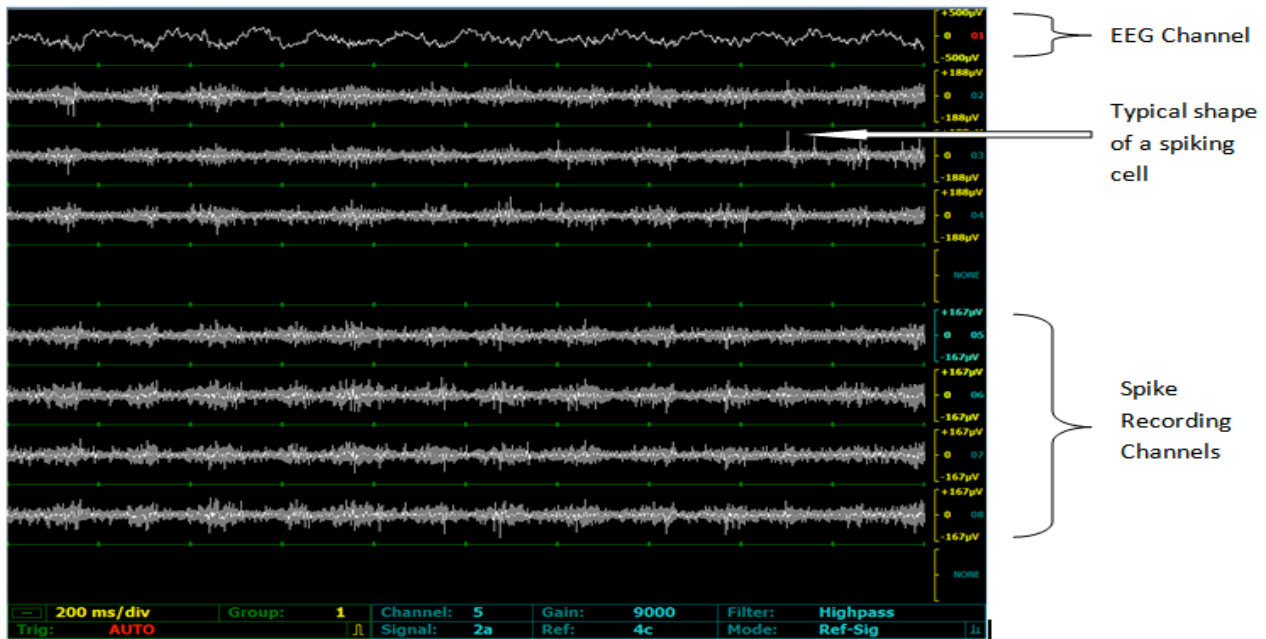 +500µV
0 01
-500µV
EEG Channel
+188µV
0 02
-188µV
Typical shape
of a spiking
cell
0 03
-188µV
+188µV
0 04
-188µV
NONE
+167µV
0 05
-167µV
+167µV
0 06
-167µV
+167µV
0 07
-167µV
+167µV
0 08
-167µV
Spike
Recording
Channels
NONE
200 ms/div Group: 1 Channel: 5 Gain: 9000 Filter: Highpass
Trig: AUTO Signal: 2a Ref: 4c Mode: Ref-Sig